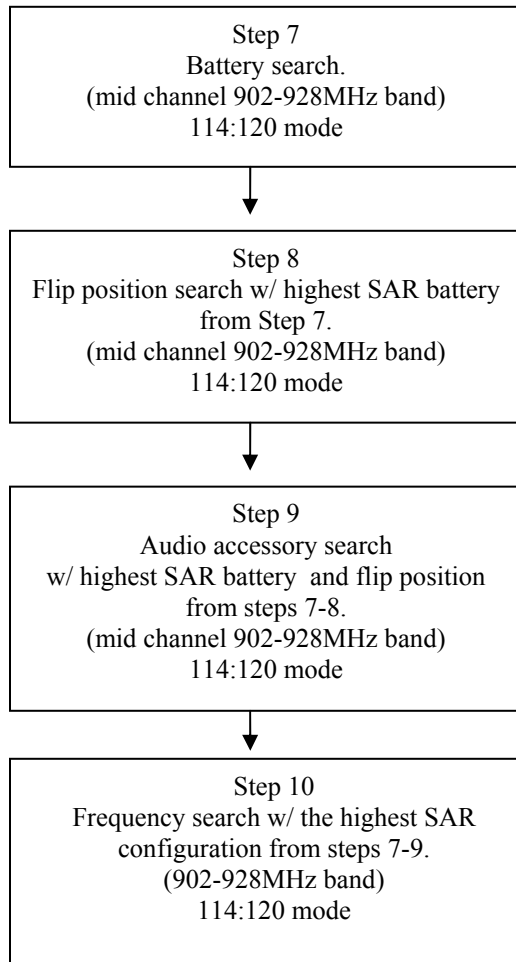 Step 7
Battery search.
(mid channel 902-928MHz band)
114:120 mode
Step 8
Flip position search w/ highest SAR battery
from Step 7.
(mid channel 902-928MHz band)
114:120 mode
Step 9
Audio accessory search
w/ highest SAR battery and flip position
from steps 7-8.
(mid channel 902-928MHz band)
114:120 mode
Step 10
Frequency search w/ the highest SAR
configuration from steps 7-9.
(902-928MHz band)
114:120 mode